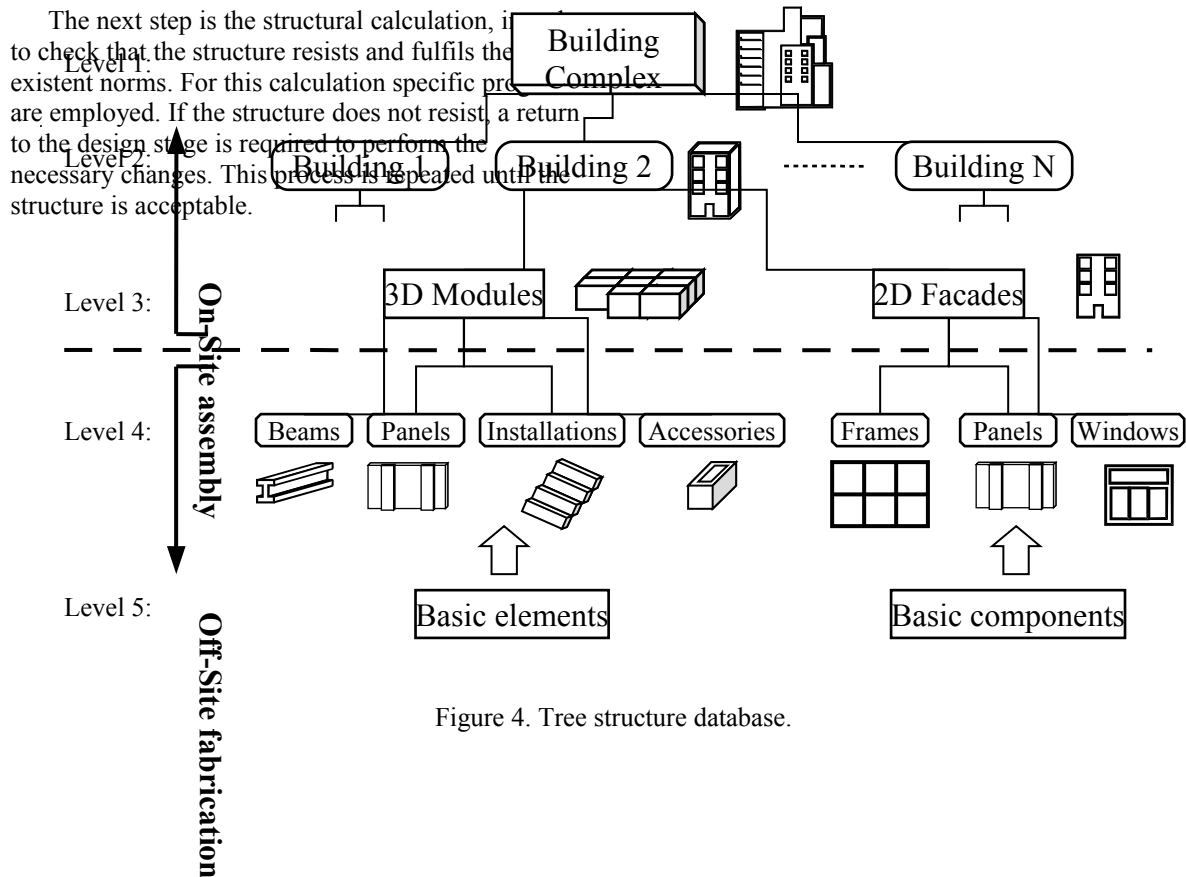 The next step is the structural calculation, in
to check that the structure resists and fulfils the
existent norms. For this calculation specific
are employed. If the structure does not resist, a return
to the design stage is required to perform the
necessary changes. This process is repeated until the
structure is acceptable.
Level 1:
Building
Complex
Level 2:
Building 1
Building 2
Building N
Level 3:
3D Modules
2D Facades
On-Site assembly
Level 4:
Beams
Panels
Installations
Accessories
Frames
Panels
Windows
Level 5:
Basic elements
Basic components
Off-Site fabrication
Figure 4. Tree structure database.